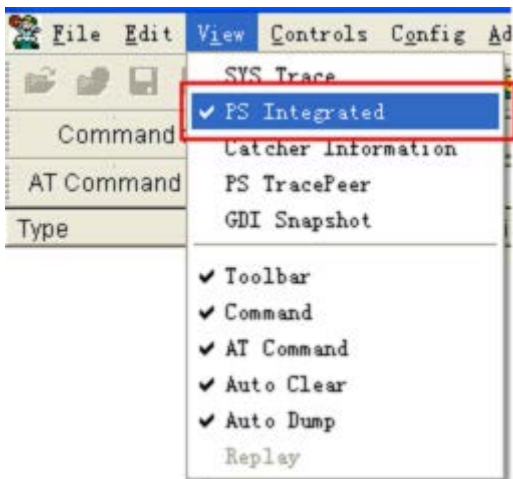 File Edit View Controls Config Ad
SYS Trace
PS Integrated
Command
Catcher Information
AT Command
PS TracePeer
Type
GDI Snapshot
Toolbar
Command
AT Command
Auto Clear
Auto Dump
Replay